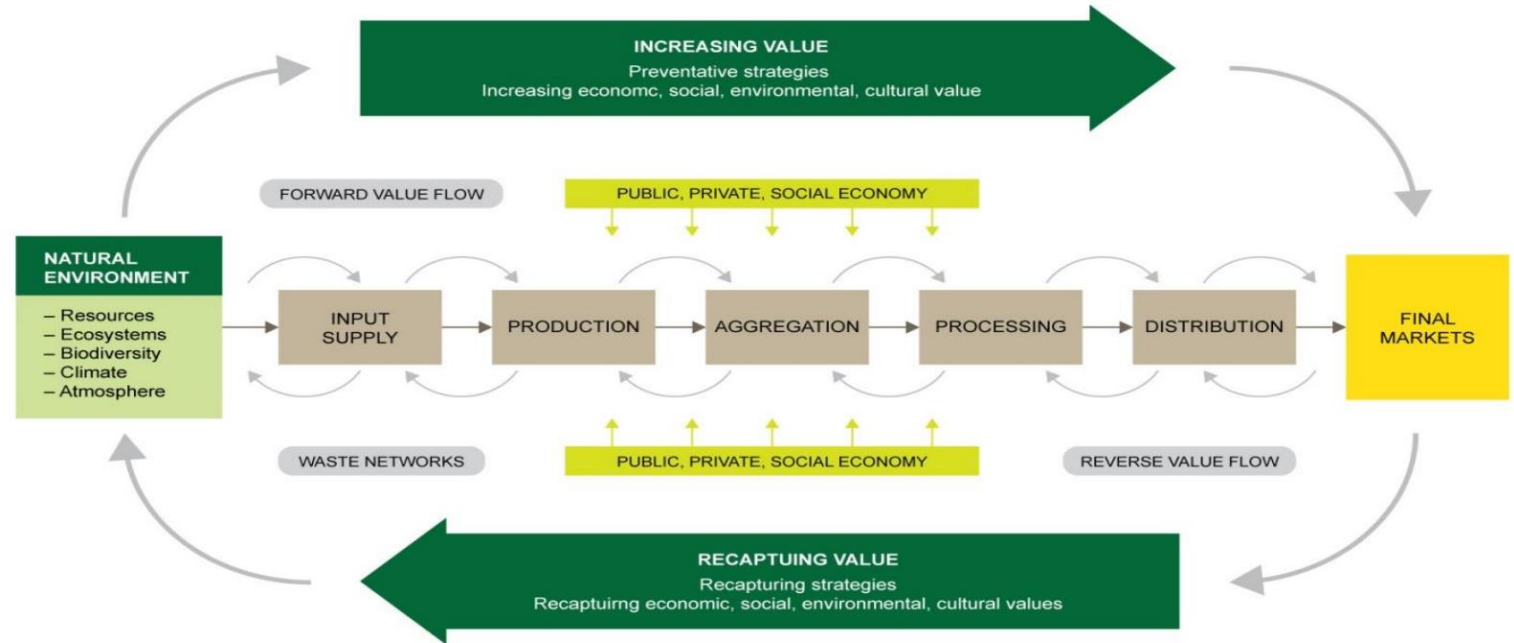 INCREASING VALUE
Preventative strategies
Increasing economc, social, environmental, cultural value
FORWARD VALUE FLOW
PUBLIC, PRIVATE, SOCIAL ECONOMY
NATURAL
ENVIRONMENT
– Resources
– Ecosystems
– Biodiversity
– Climate
– Atmosphere
INPUT
SUPPLY
PRODUCTION
AGGREGATION
PROCESSING
DISTRIBUTION
FINAL
MARKETS
WASTE NETWORKS
PUBLIC, PRIVATE, SOCIAL ECONOMY
REVERSE VALUE FLOW
RECAPTUING VALUE
Recapturing strategies
Recaptuirng economic, social, environmental, cultural values